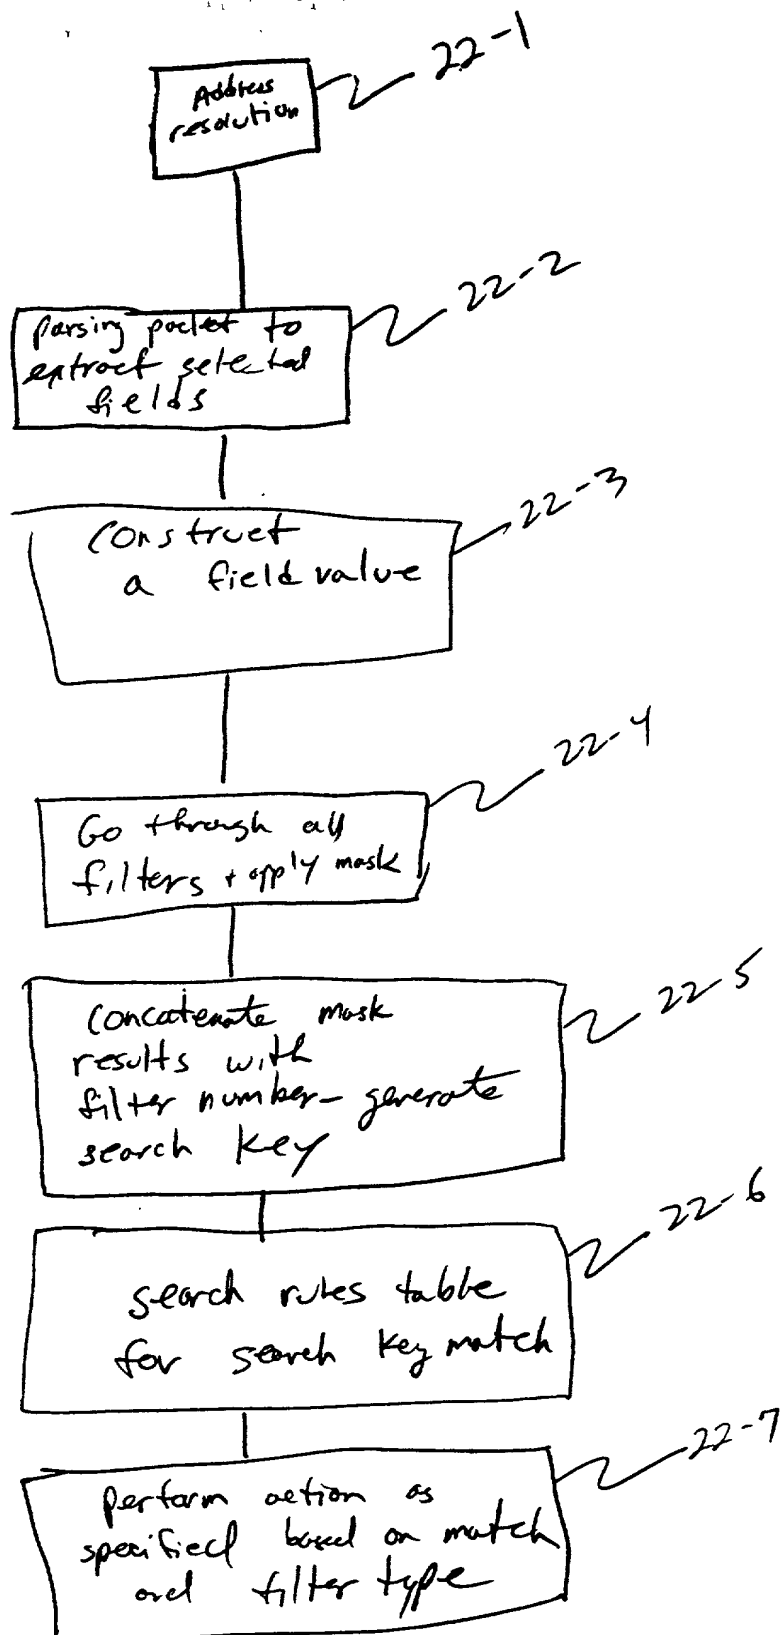 22-1
Address
resolution
22-2
Parsing packet to
extract selected
fields
22-3
Construct
a field value
22-4
Go through all
filters + apply mask
22-5
Concatenate mask
results with
filter number - generate
search key
22-6
search rules table
for search key match
22-7
perform action as
specified based on match
and filter type